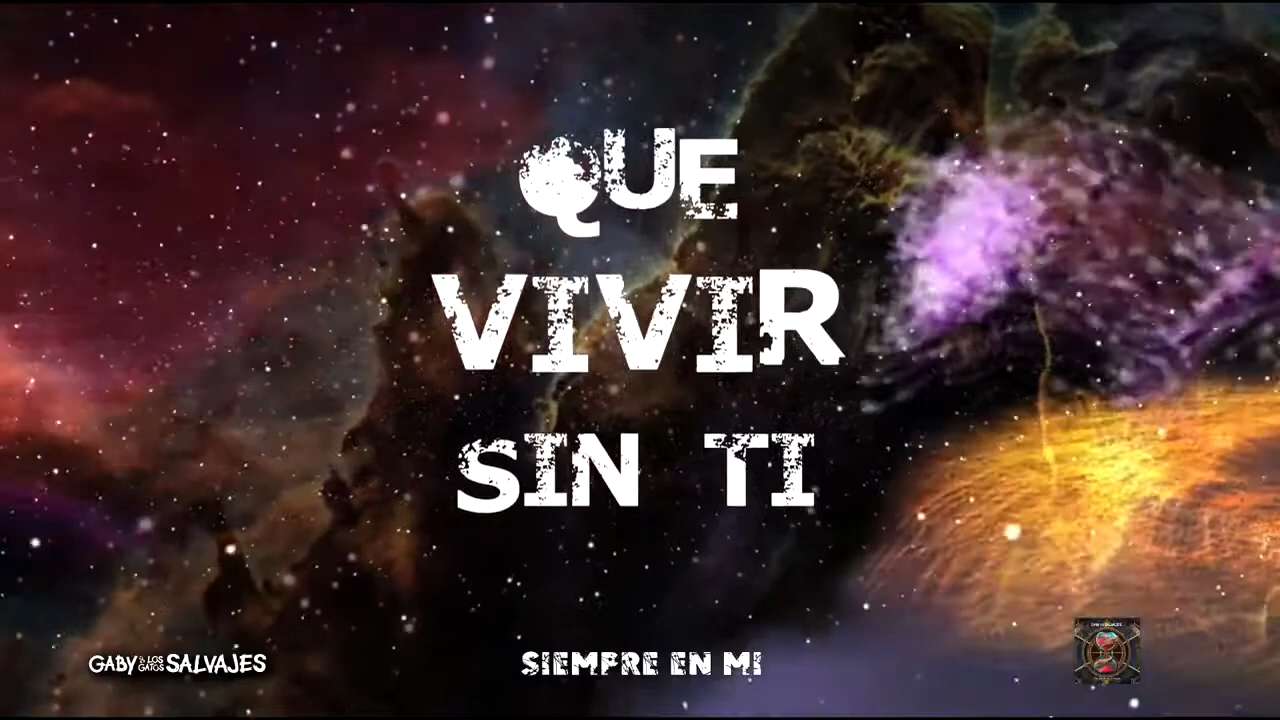 QUE
VIVIR
SIN TI
GABY & LOS GATOS SALVAJES
SIEMPRE EN MI